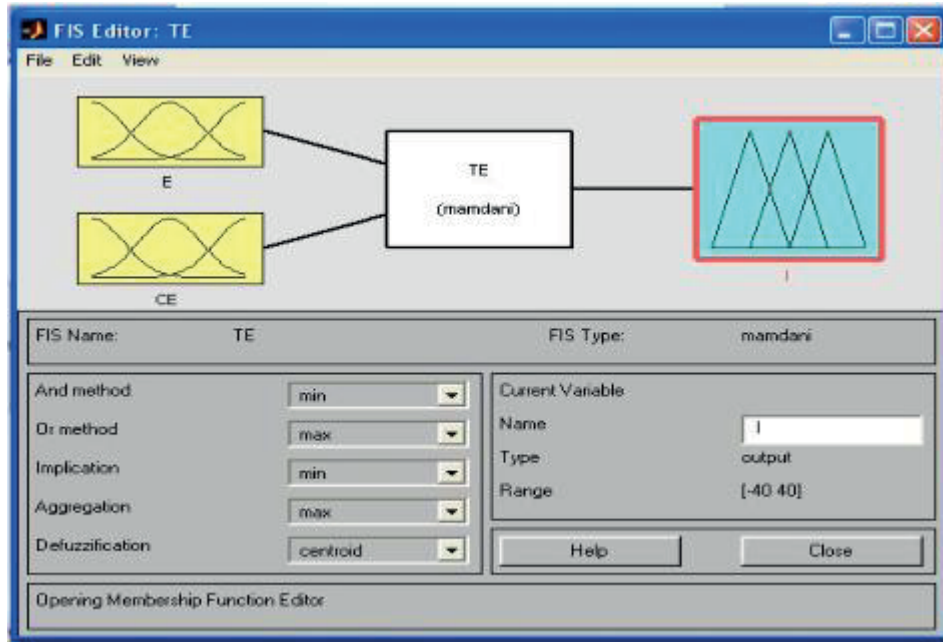 FIS Editor: TE
File Edit View
E
TE
(mamdani)
CE
I
FIS Name: TE FIS Type: mamdani
And method min
Or method max
Implication min
Aggregation max
Defuzzification centroid
Current Variable
Name I
Type output
Range [-40 40]
Help Close
Opening Membership Function Editor